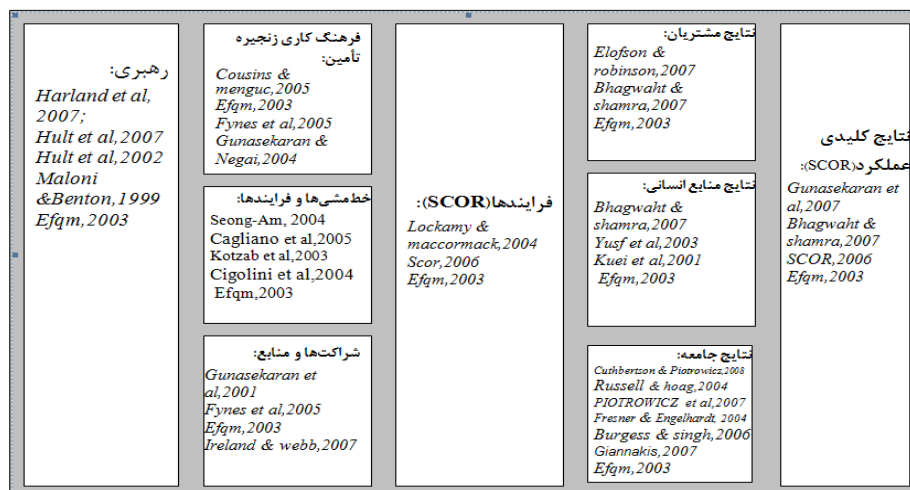 رهبری:
Harland et al,
2007;
Hult et al,2007
Hult et al,2002
Maloni
&Benton,1999
Efqm,2003
فرهنگ کاری زنجیره
تأمین:
Cousins &
menguc,2005
Efqm,2003
Fynes et al,2005
Gunasekaran &
Negai,2004
خط‌مشی‌ها و فرایندها:
Seong-Am, 2004
Cagliano et al,2005
Kotzab et al,2003
Cigolini et al,2004
Efqm,2003
شراکت‌ها و منابع:
Gunasekaran et
al,2001
Fynes et al,2005
Efqm,2003
Ireland & webb,2007
فرایندها(SCOR):
Lockamy &
maccormack,2004
Scor,2006
Efqm,2003
نتایج مشتریان:
Elofson &
robinson,2007
Bhagwaht &
shamra,2007
Efqm,2003
نتایج منابع انسانی:
Bhagwaht &
shamra,2007
Yusf et al,2003
Kuei et al,2001
Efqm,2003
نتایج جامعه:
Cuthbertson & Piotrowicz,2008
Russell & hoag,2004
PIOTROWICZ et al,2007
Fresner & Engelhardt, 2004
Burgess & singh,2006
Giannakis,2007
Efqm,2003
نتایج کلیدی
عملکرد(SCOR):
Gunasekaran et
al,2007
Bhagwaht &
shamra,2007
SCOR,2006
Efqm,2003